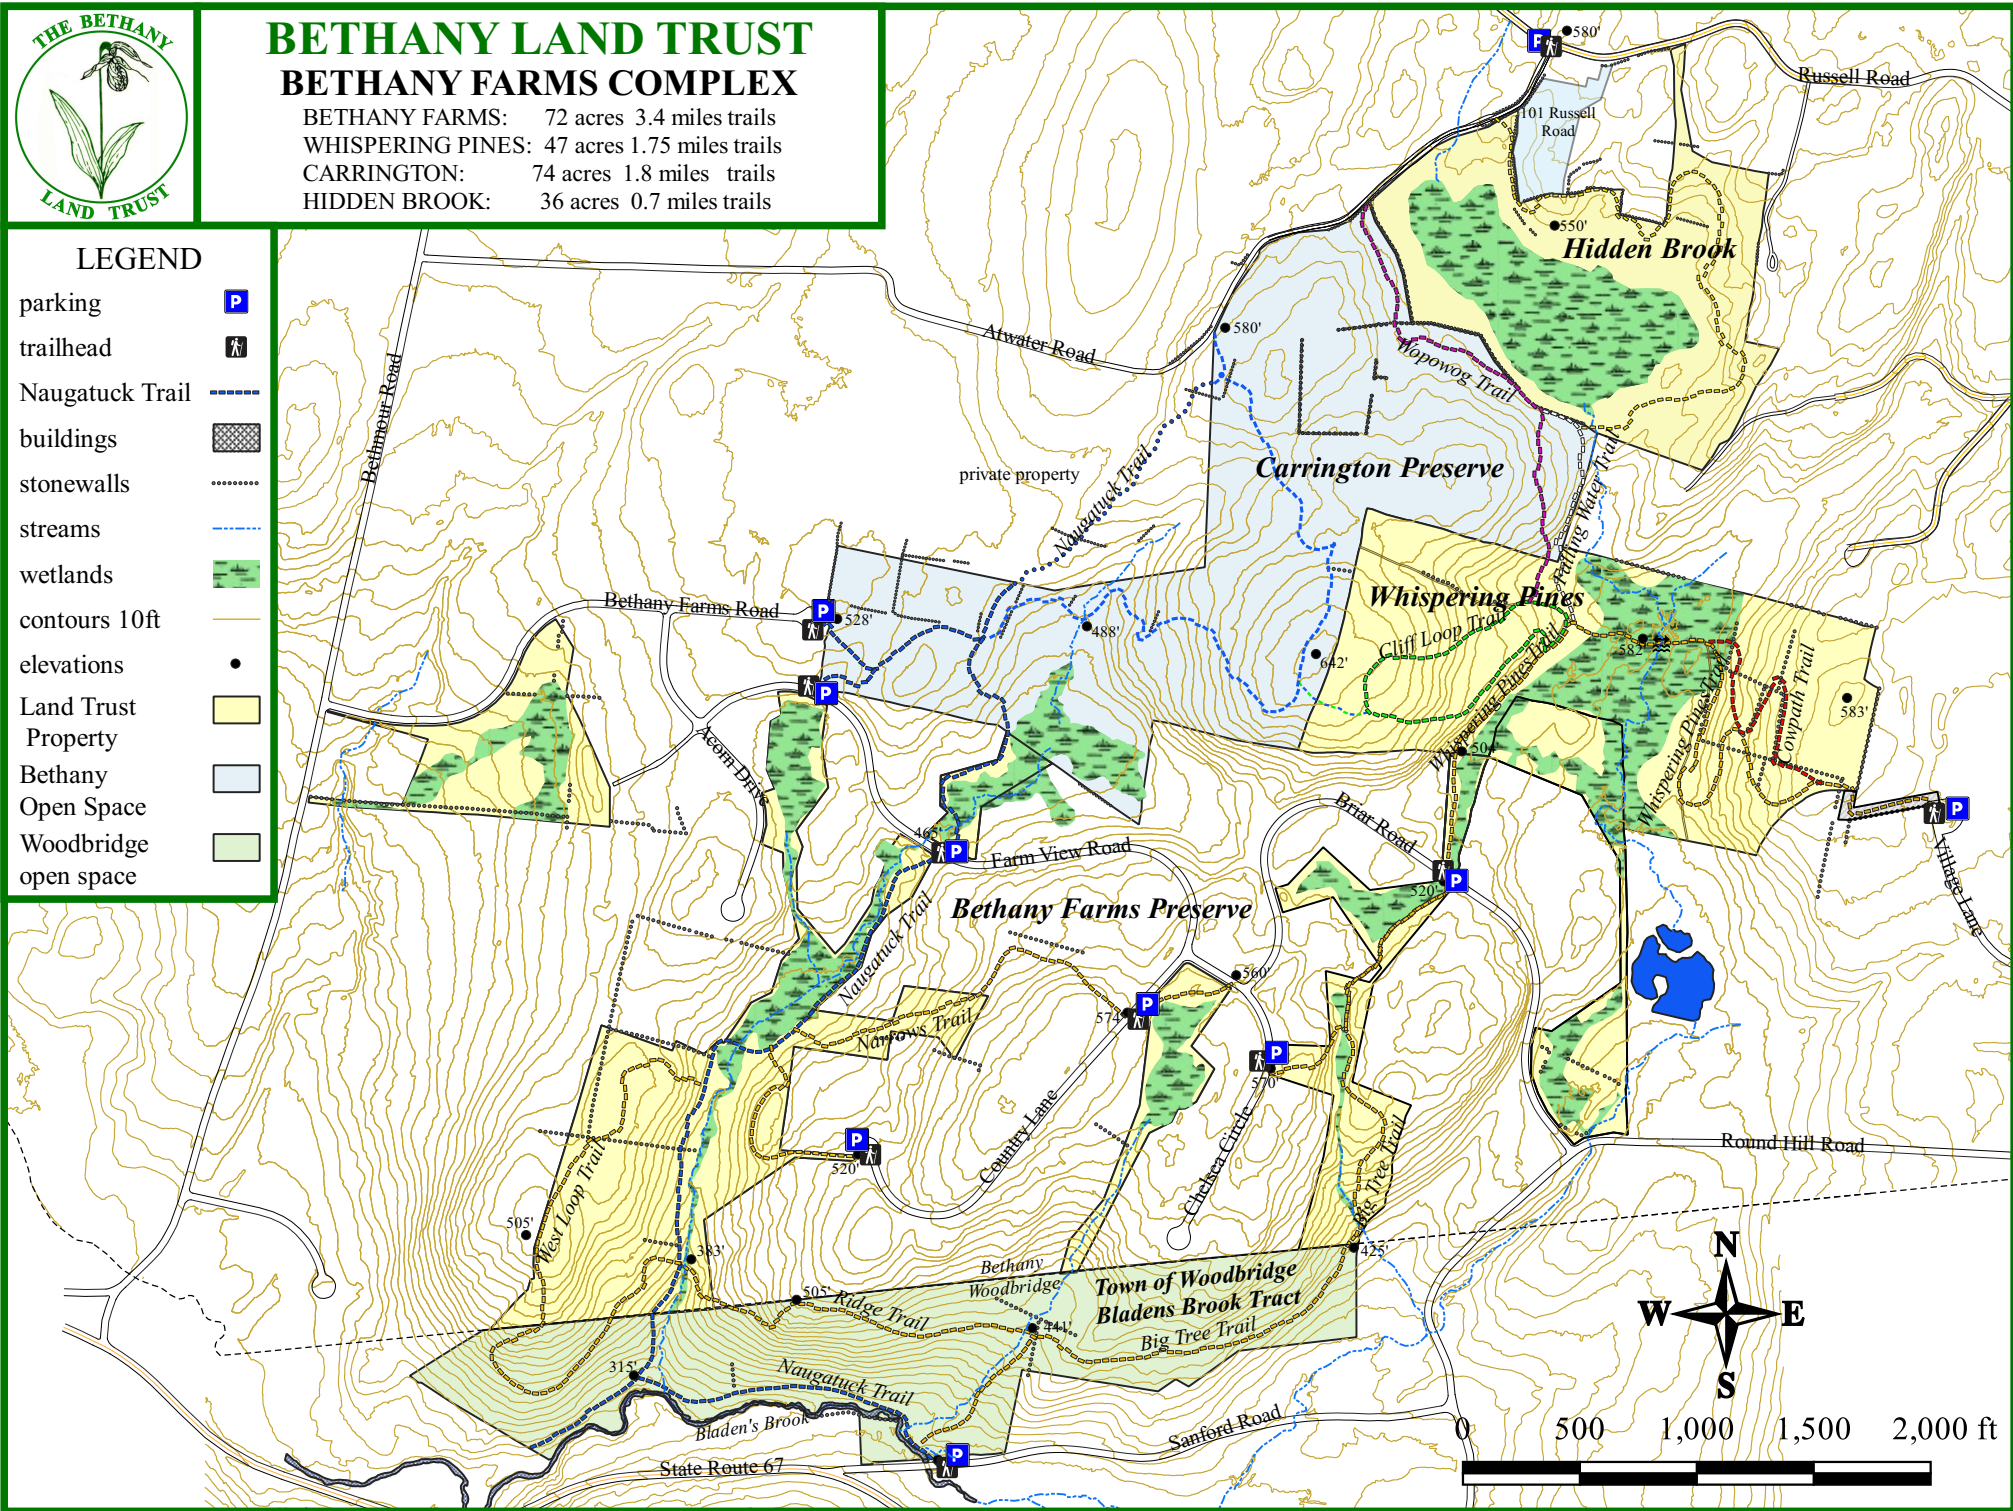 THE BETHANY
LAND TRUST
BETHANY LAND TRUST
BETHANY FARMS COMPLEX
BETHANY FARMS: 72 acres 3.4 miles trails
WHISPERING PINES: 47 acres 1.75 miles trails
CARRINGTON: 74 acres 1.8 miles trails
HIDDEN BROOK: 36 acres 0.7 miles trails
LEGEND
parking P
trailhead
Naugatuck Trail
buildings
stonewalls
streams
wetlands
contours 10ft
elevations
Land Trust
Property
Bethany
Open Space
Woodbridge
open space
P
580'
Russell Road
101 Russell
Road
550'
Hidden Brook
580'
Atwater Road
Bethmour Road
Wopowog Trail
Carrington Preserve
private property
Naugatuck Trail
Falling Water Trail
Whispering Pines
Cliff Loop Trail
Whispering Pines Trail
Bethany Farms Road
P
528'
488'
642'
582'
Whispering Pines Trail
Cowpath Trail
583'
P
Acorn Drive
504'
Briar Road
P
Village Lane
465'
P
Farm View Road
520'
P
Bethany Farms Preserve
Naugatuck Trail
560'
P
574'
Narrows Trail
P
570'
P
520'
Country Lane
Chelsea Circle
Big Tree Trail
Round Hill Road
West Loop Trail
505'
383'
425'
Bethany
Woodbridge
Town of Woodbridge
Bladens Brook Tract
Big Tree Trail
505'
Ridge Trail
441'
315'
Naugatuck Trail
Bladen's Brook
Sanford Road
State Route 67
P
N
W E
S
0 500 1,000 1,500 2,000 ft